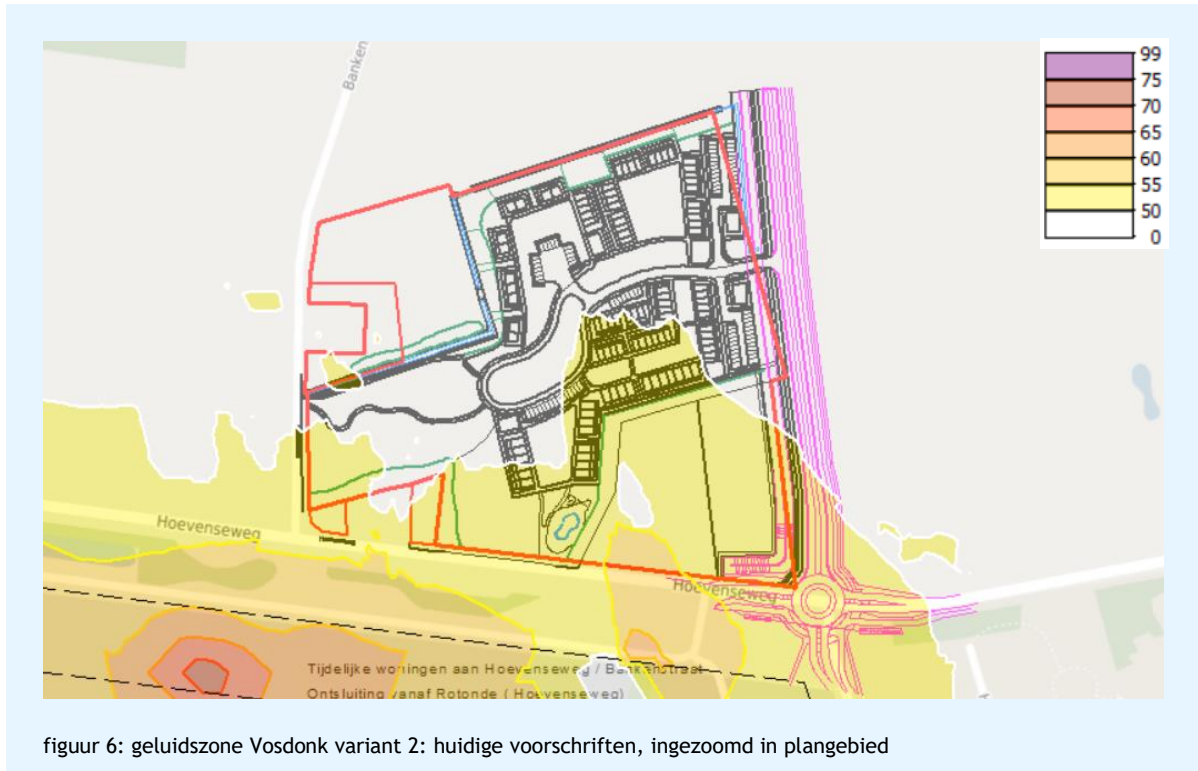 Banken
99
75
70
65
60
55
50
0
Hoevenseweg
Hoevenseweg
Tijdelijke woningen aan Hoevenseweg / Bankenstraat
Ontsluiting vanaf Rotonde ( Hoevenseweg)
figuur 6: geluidszone Vosdonk variant 2: huidige voorschriften, ingezoomd in plangebied